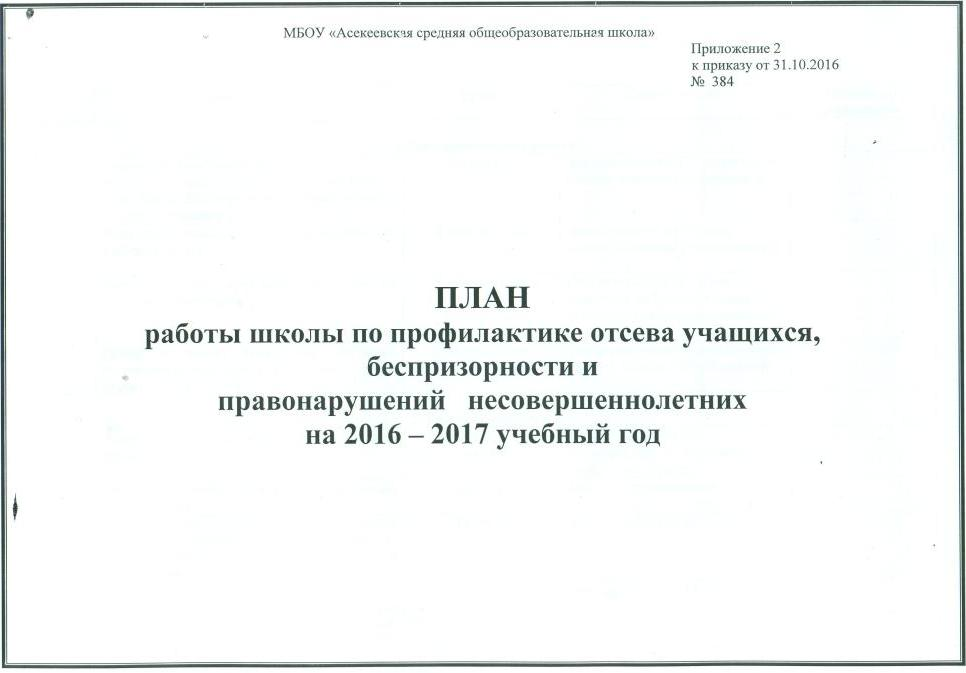 МБОУ «Асекеевская средняя общеобразовательная школа»
Приложение 2
к приказу от 31.10.2016
№ 384
ПЛАН
работы школы по профилактике отсева учащихся,
беспризорности и
правонарушений несовершеннолетних
на 2016 – 2017 учебный год